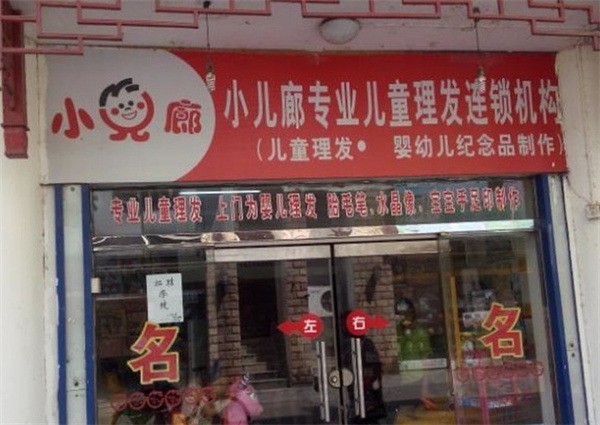 小儿廊
小儿廊专业儿童理发连锁机构
(儿童理发• 婴幼儿纪念品制作)
专业儿童理发 上门为婴儿理发 胎毛笔、水晶像、宝宝手足印制作
左 右
名 名